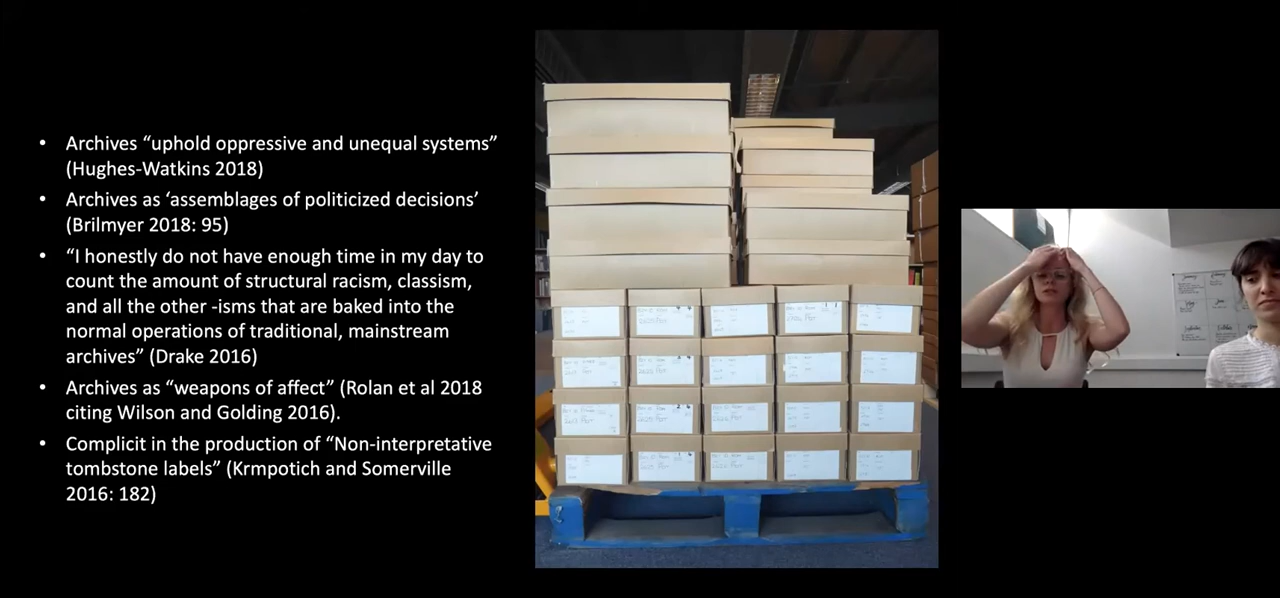 • Archives “uphold oppressive and unequal systems”
(Hughes-Watkins 2018)
• Archives as ‘assemblages of politicized decisions’
(Brilmyer 2018: 95)
• “I honestly do not have enough time in my day to
count the amount of structural racism, classism,
and all the other -isms that are baked into the
normal operations of traditional, mainstream
archives” (Drake 2016)
• Archives as “weapons of affect” (Rolan et al 2018
citing Wilson and Golding 2016).
• Complicit in the production of “Non-interpretative
tombstone labels” (Krmpotich and Somerville
2016: 182)